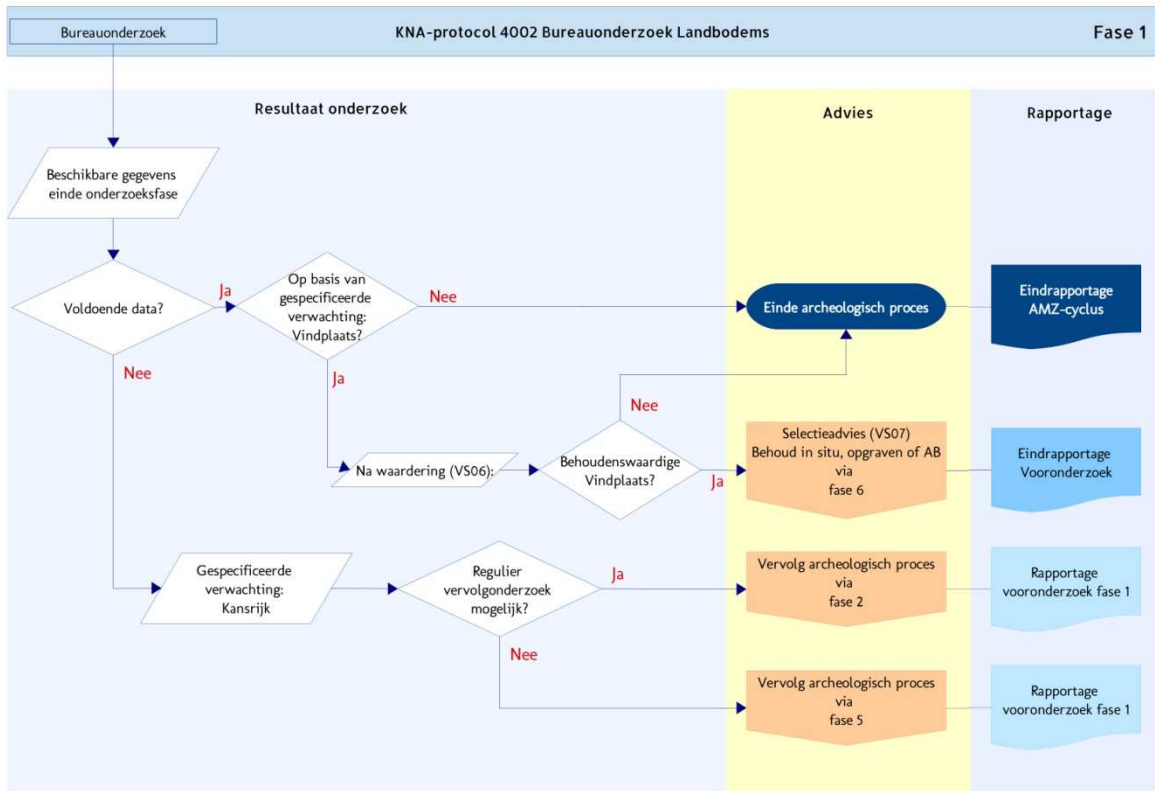 Bureauonderzoek
KNA-protocol 4002 Bureauonderzoek Landbodems
Fase 1
Resultaat onderzoek
Advies
Rapportage
Beschikbare gegevens
einde onderzoeksfase
Voldoende data?
Ja
Op basis van
gespecificeerde
verwachting:
Vindplaats?
Nee
Einde archeologisch proces
Eindrapportage
AMZ-cyclus
Nee
Ja
Nee
Na waardering (VS06);
Behoudenswaardige
Vindplaats?
Ja
Selectieadvies (VS07)
Behoud in situ, opgraven of AB
via
fase 6
Eindrapportage
Vooronderzoek
Gespecificeerde
verwachting:
Kansrijk
Regulier
vervolgonderzoek
mogelijk?
Ja
Vervolg archeologisch proces
via
fase 2
Rapportage
vooronderzoek fase 1
Nee
Vervolg archeologisch proces
via
fase 5
Rapportage
vooronderzoek fase 1